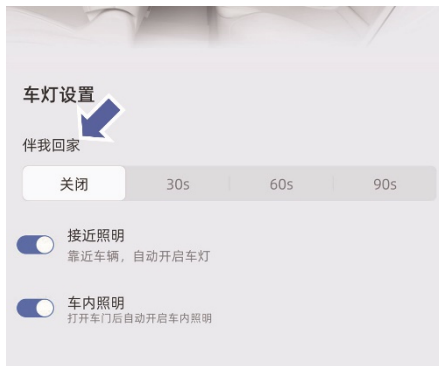 车灯设置
伴我回家
关闭 30s 60s 90s
接近照明
靠近车辆，自动开启车灯
车内照明
打开车门后自动开启车内照明